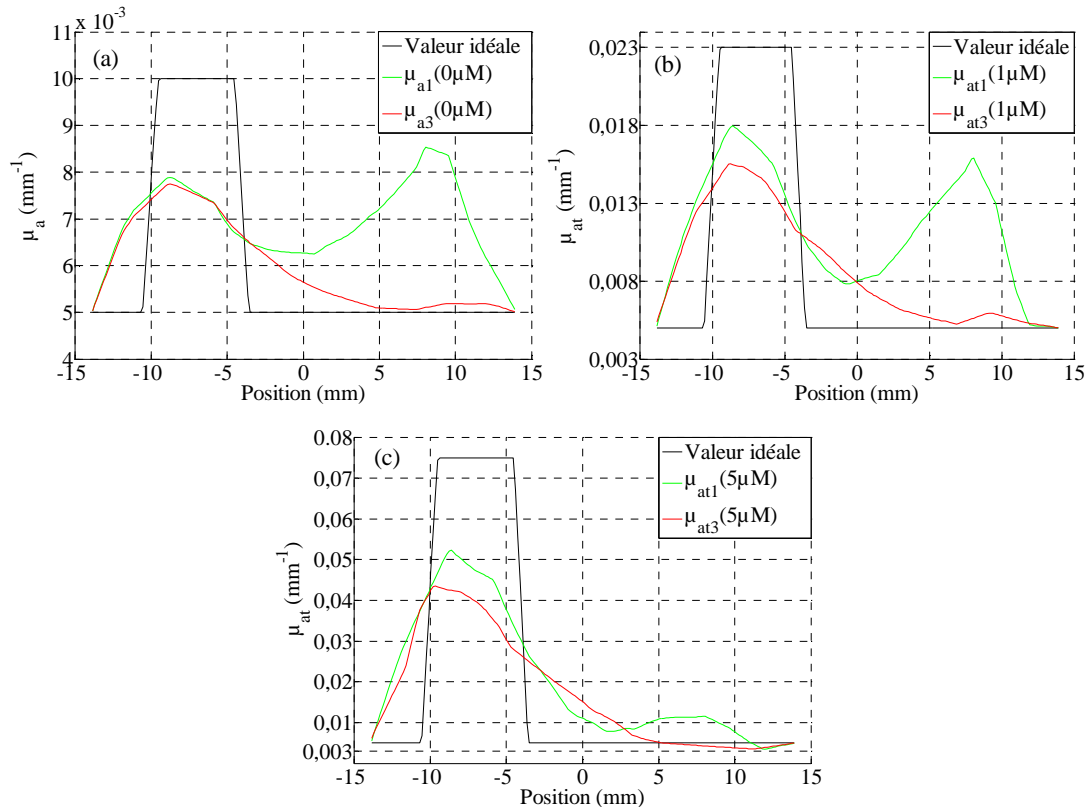 x 10⁻³
11
10
9
8
7
6
5
4
-15
-10
-5
0
5
10
15
(a)
Valeur idéale
μa1(0μM)
μa3(0μM)
μa (mm⁻¹)
Position (mm)
0,023
0,018
0,013
0,008
0,003
-15
-10
-5
0
5
10
15
(b)
Valeur idéale
μat1(1μM)
μat3(1μM)
μat (mm⁻¹)
Position (mm)
0.08
0,07
0,06
0,05
0,04
0,03
0,01
0,003
-15
-10
-5
0
5
10
15
(c)
Valeur idéale
μat1(5μM)
μat3(5μM)
μat (mm⁻¹)
Position (mm)